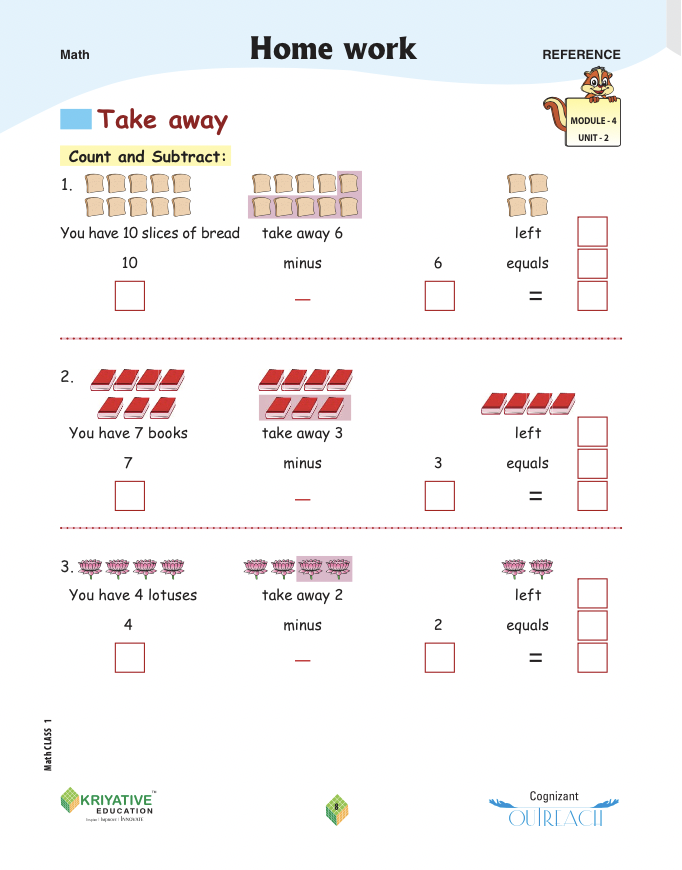 Math
Home work
REFERENCE
MODULE - 4
UNIT - 2
Take away
Count and Subtract:
1.
You have 10 slices of bread take away 6 left
10 minus 6 equals
– =
2.
You have 7 books take away 3 left
7 minus 3 equals
– =
3.
You have 4 lotuses take away 2 left
4 minus 2 equals
– =
Math CLASS 1
KRIYATIVE™
EDUCATION
8
Cognizant
OUTREACH